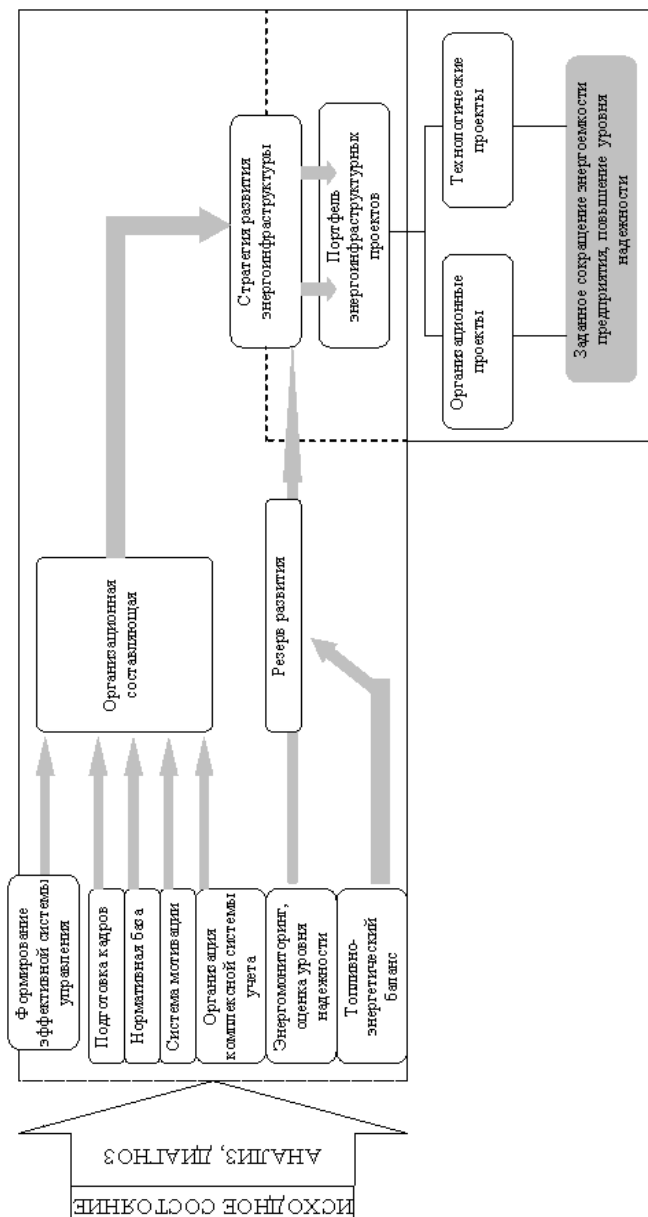 ИСХОДНОЕ СОСТОЯНИЕ
АНАЛИЗ, ДИАГНОЗ
Формирование
эффективной системы
управления
Подготовка кадров
Нормативная база
Система мотивации
Организация
комплексной системы
учета
Энергомониторинг,
оценка уровня
надежности
Топливно-
энергетический
баланс
Организационная
составляющая
Резерв развития
Стратегия развития
энергоинфраструктуры
Портфель
энергоинфраструктурных
проектов
Организационные
проекты
Технологические
проекты
Заданное сокращение энергоемкости
предприятия, повышение уровня
надежности